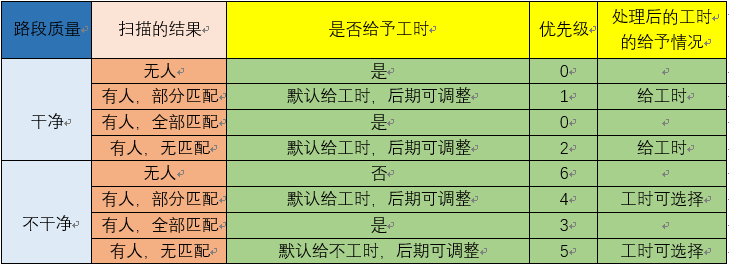 路段质量 扫描的结果 是否给予工时 优先级 处理后的工时
的给予情况
干净 无人 是 0
有人，部分匹配 默认给工时，后期可调整 1 给工时
有人，全部匹配 是 0
有人，无匹配 默认给工时，后期可调整 2 给工时
不干净 无人 否 6
有人，部分匹配 默认给工时，后期可调整 4 工时可选择
有人，全部匹配 是 3
有人，无匹配 默认给不工时，后期可调整 5 工时可选择